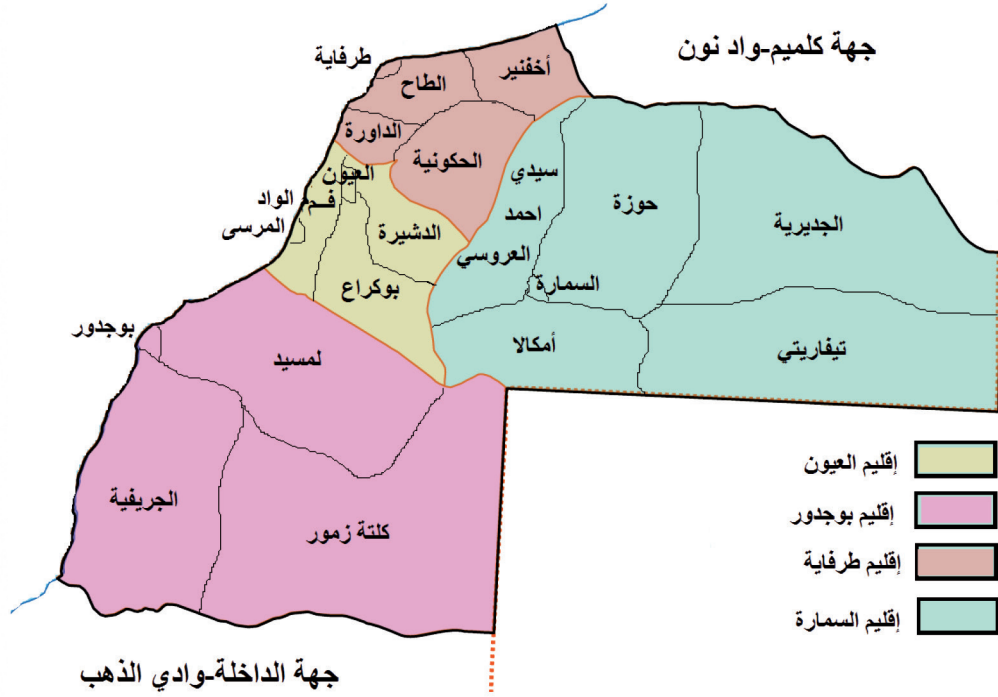 جهة كلميم-واد نون
طرفاية
أخفنير
الطاح
الداورة
الحكونية
سيدي
احمد
العروسي
حوزة
الجديرية
العيون
فم الواد
المرسى
الدشيرة
بوكراع
السمارة
أمكالا
تيفاريتي
بوجدور
لمسيد
الجريفية
كلتة زمور
إقليم العيون
إقليم بوجدور
إقليم طرفاية
إقليم السمارة
جهة الداخلة-وادي الذهب